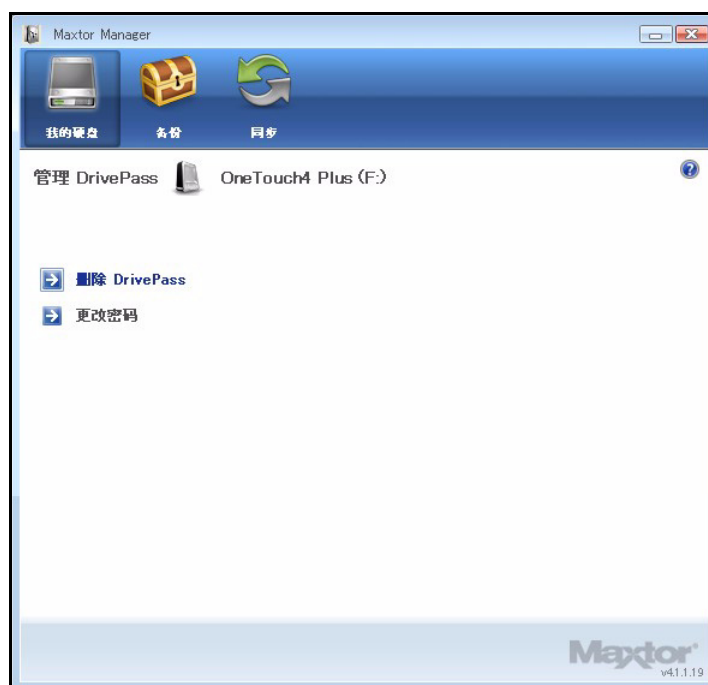 Maxtor Manager
我的硬盘 备份 同步
管理 DrivePass OneTouch4 Plus (F:)
删除 DrivePass
更改密码
Maxtor
v4.1.1.19